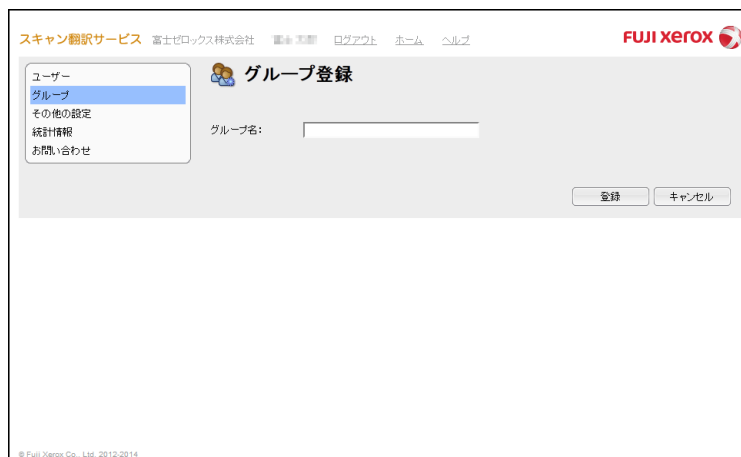 スキャン翻訳サービス 富士ゼロックス株式会社 ログアウト ホーム ヘルプ FUJI xerox
ユーザー
グループ
その他の設定
統計情報
お問い合わせ
グループ登録
グループ名:
登録 キャンセル
© Fuji Xerox Co., Ltd. 2012-2014